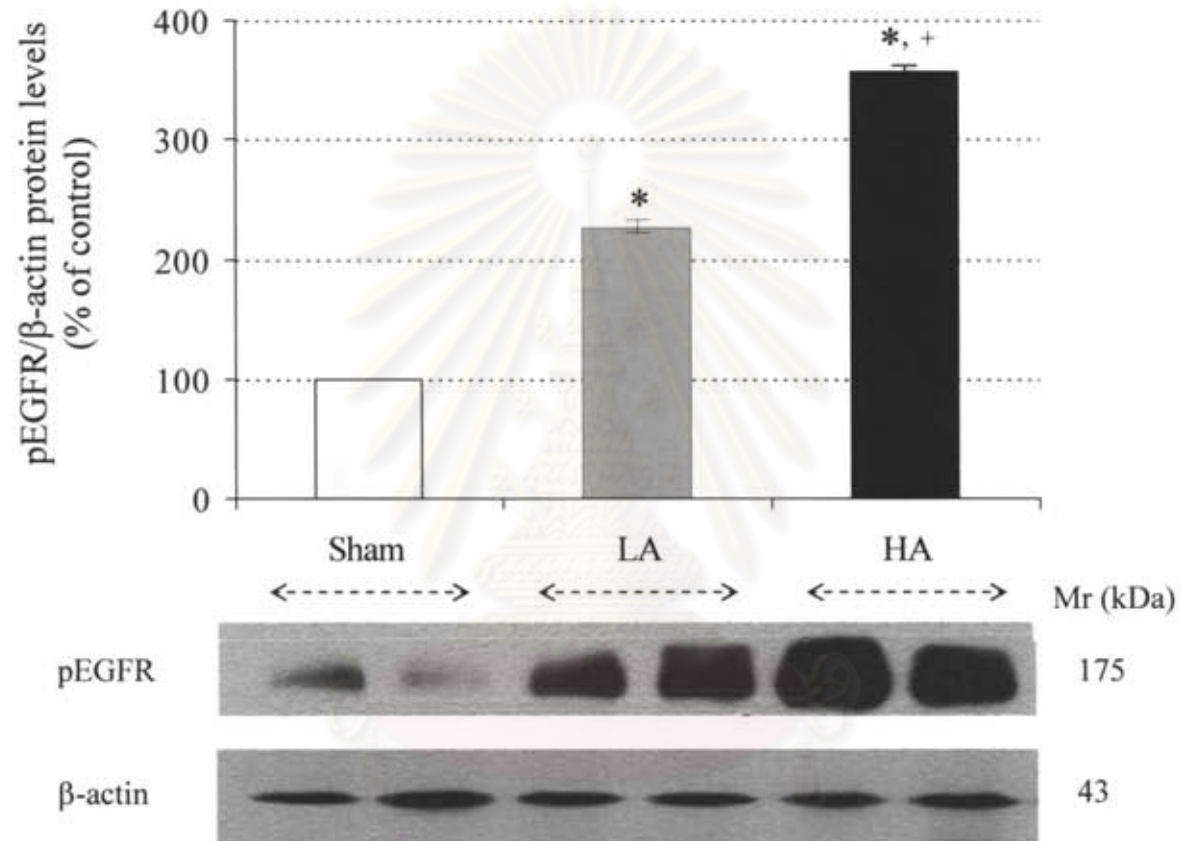 pEGFR/β-actin protein levels
(% of control)
400
300
200
100
0
*
*, +
Sham LA HA
Mr (kDa)
pEGFR 175
β-actin 43